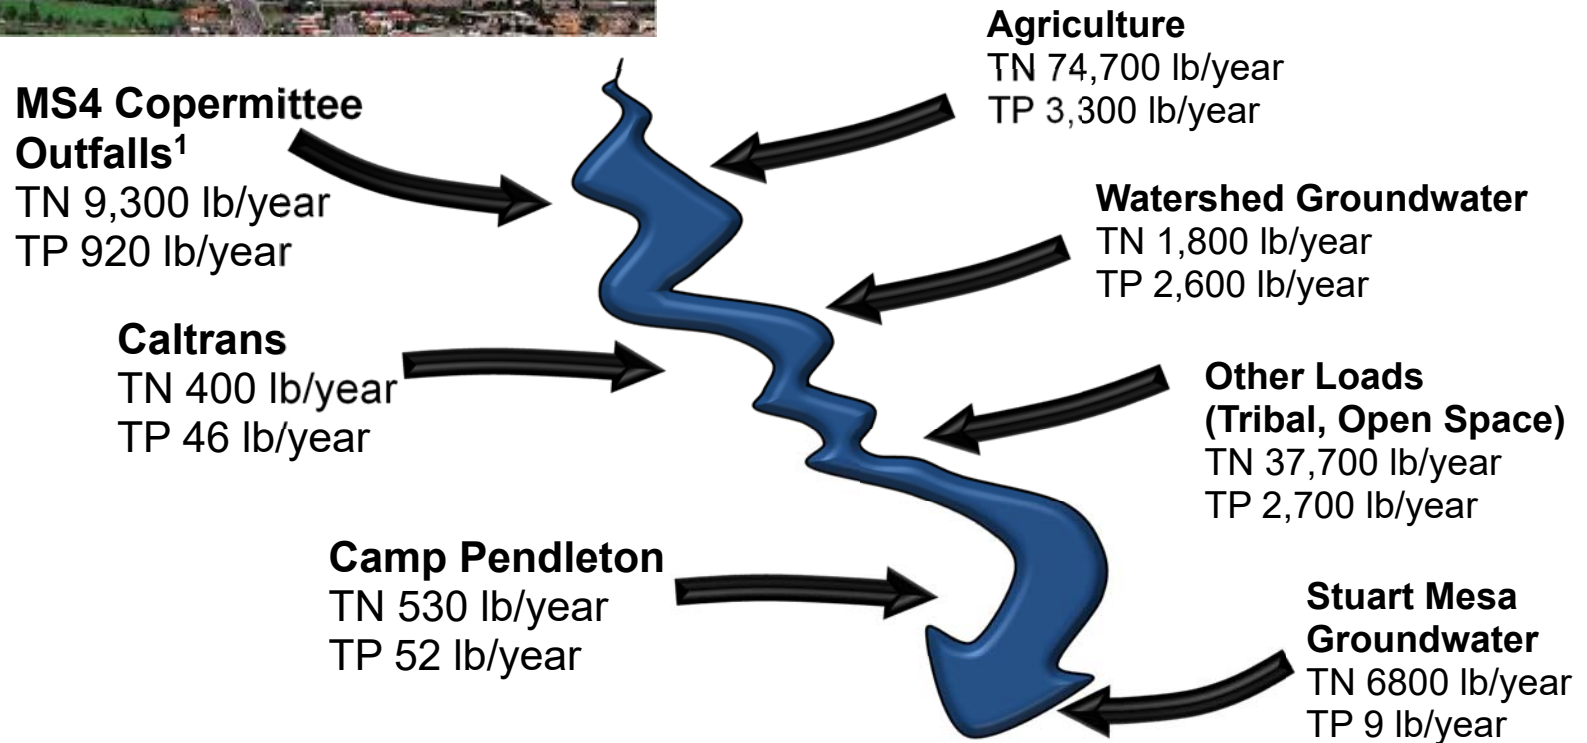 MS4 Copermittee
Outfalls¹
TN 9,300 lb/year
TP 920 lb/year
Caltrans
TN 400 lb/year
TP 46 lb/year
Camp Pendleton
TN 530 lb/year
TP 52 lb/year
Agriculture
TN 74,700 lb/year
TP 3,300 lb/year
Watershed Groundwater
TN 1,800 lb/year
TP 2,600 lb/year
Other Loads
(Tribal, Open Space)
TN 37,700 lb/year
TP 2,700 lb/year
Stuart Mesa
Groundwater
TN 6800 lb/year
TP 9 lb/year